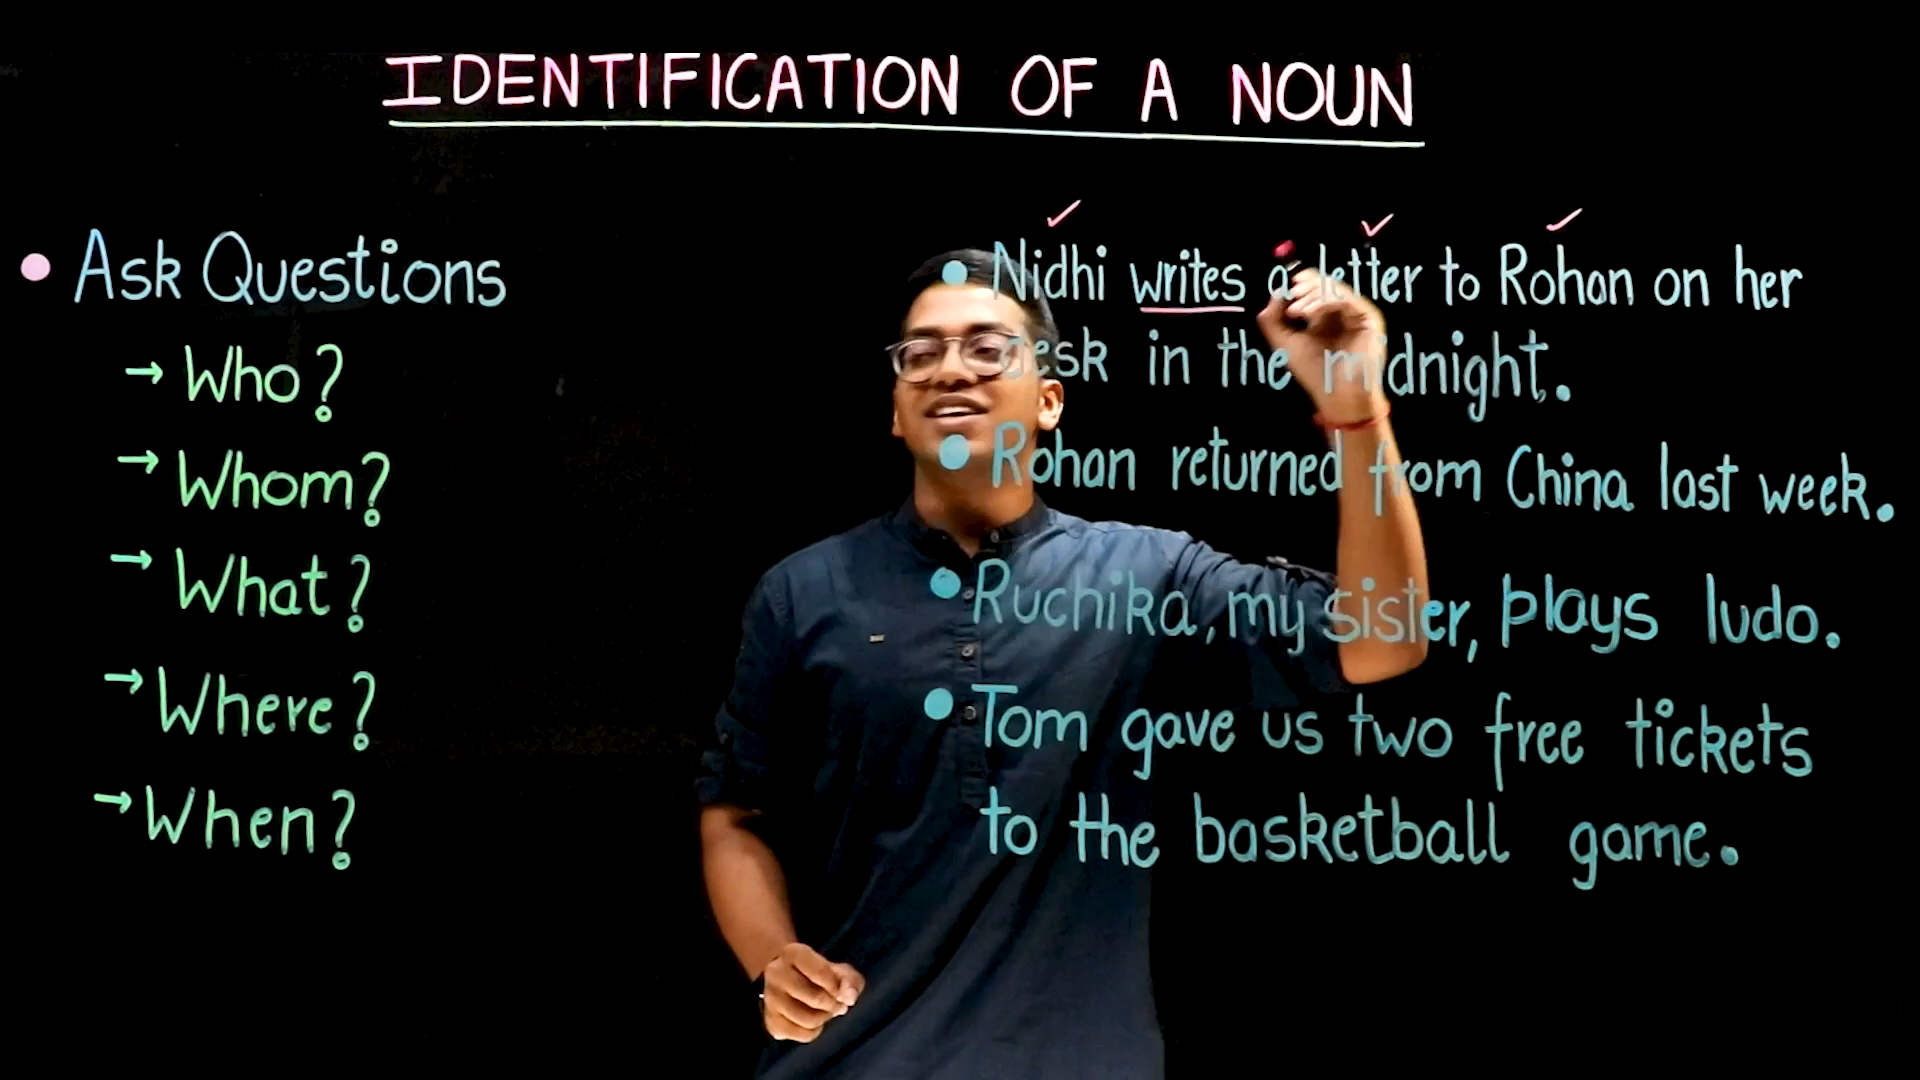 IDENTIFICATION OF A NOUN
• Ask Questions
→ Who?
→ Whom?
→ What?
→ Where?
→ When?
• Nidhi writes a letter to Rohan on her
desk in the midnight.
• Rohan returned from China last week.
• Ruchika, my sister, plays ludo.
• Tom gave us two free tickets
to the basketball game.